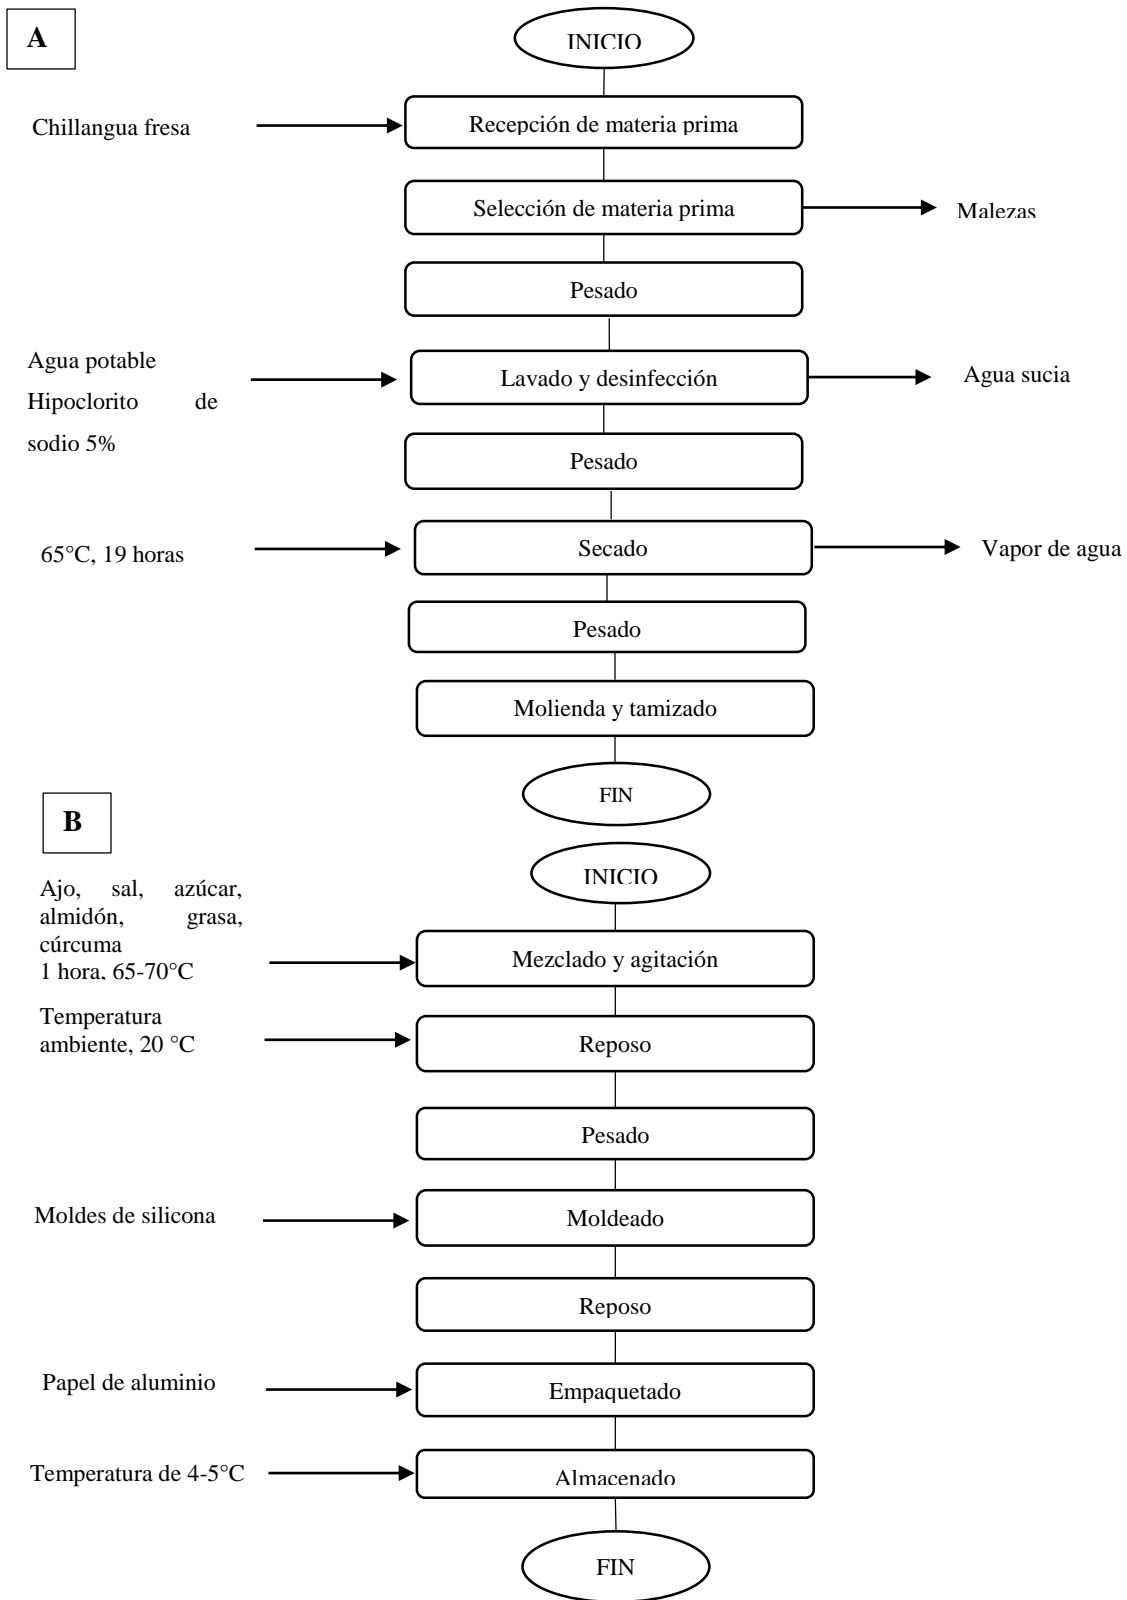 A
INICIO
Chillangua fresa
Recepción de materia prima
Selección de materia prima
Malezas
Pesado
Agua potable
Hipoclorito de
sodio 5%
Lavado y desinfección
Agua sucia
Pesado
65°C, 19 horas
Secado
Vapor de agua
Pesado
Molienda y tamizado
FIN
B
INICIO
Ajo, sal, azúcar,
almidón, grasa,
cúrcuma
1 hora, 65-70°C
Mezclado y agitación
Temperatura
ambiente, 20 °C
Reposo
Pesado
Moldes de silicona
Moldeado
Reposo
Papel de aluminio
Empaquetado
Temperatura de 4-5°C
Almacenado
FIN